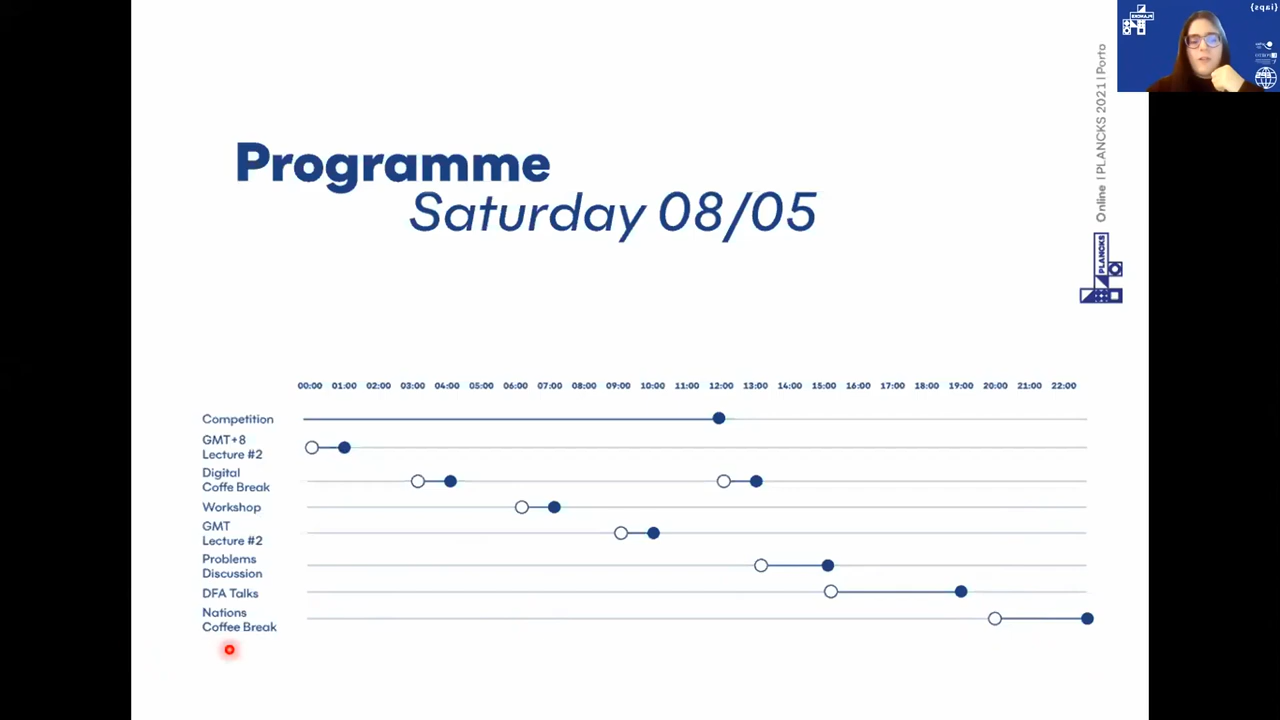 Programme
Saturday 08/05
Online | PLANCKS 2021 | Porto
PLANCKS
00:00 01:00 02:00 03:00 04:00 05:00 06:00 07:00 08:00 09:00 10:00 11:00 12:00 13:00 14:00 15:00 16:00 17:00 18:00 19:00 20:00 21:00 22:00
Competition
GMT+8
Lecture #2
Digital
Coffe Break
Workshop
GMT
Lecture #2
Problems
Discussion
DFA Talks
Nations
Coffee Break
PLANCKS
{iaps}